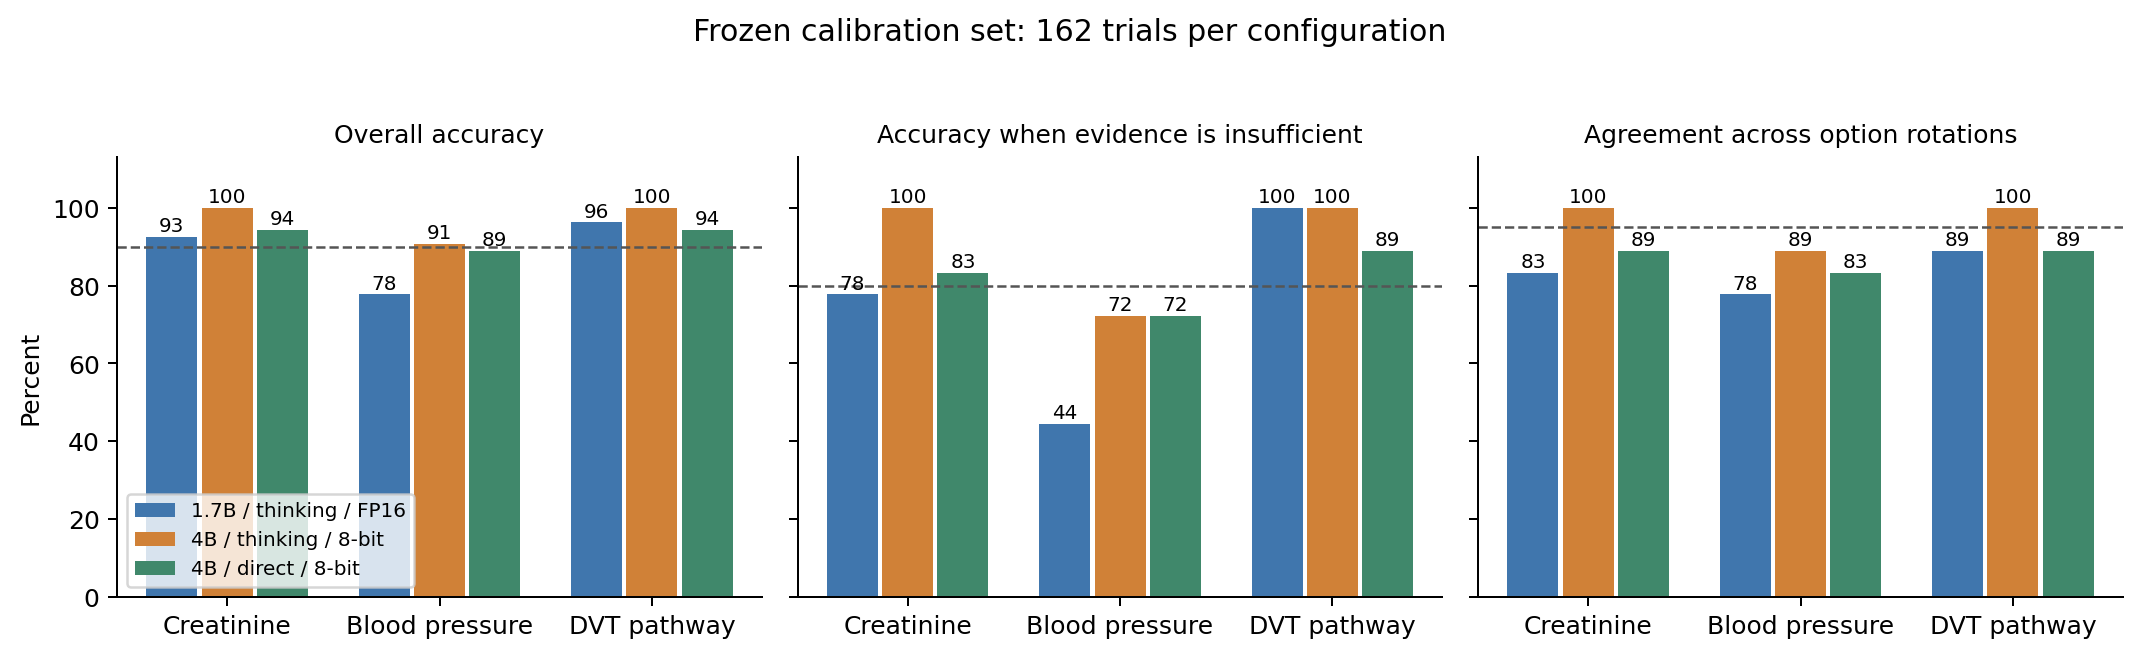 Frozen calibration set: 162 trials per configuration
Overall accuracy
Percent
100
80
60
40
20
0
93
100
94
78
91
89
96
100
94
1.7B / thinking / FP16
4B / thinking / 8-bit
4B / direct / 8-bit
Creatinine
Blood pressure
DVT pathway
Accuracy when evidence is insufficient
78
100
83
44
72
72
100
100
89
Creatinine
Blood pressure
DVT pathway
Agreement across option rotations
83
100
89
78
89
83
89
100
89
Creatinine
Blood pressure
DVT pathway